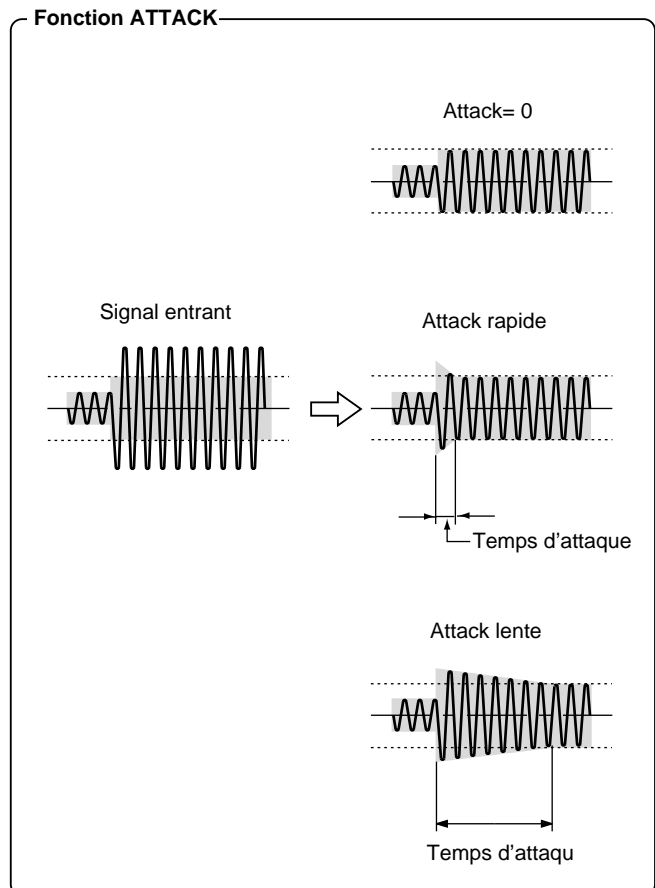 Fonction ATTACK
Attack= 0
Signal entrant
Attack rapide
Temps d'attaque
Attack lente
Temps d'attaqu